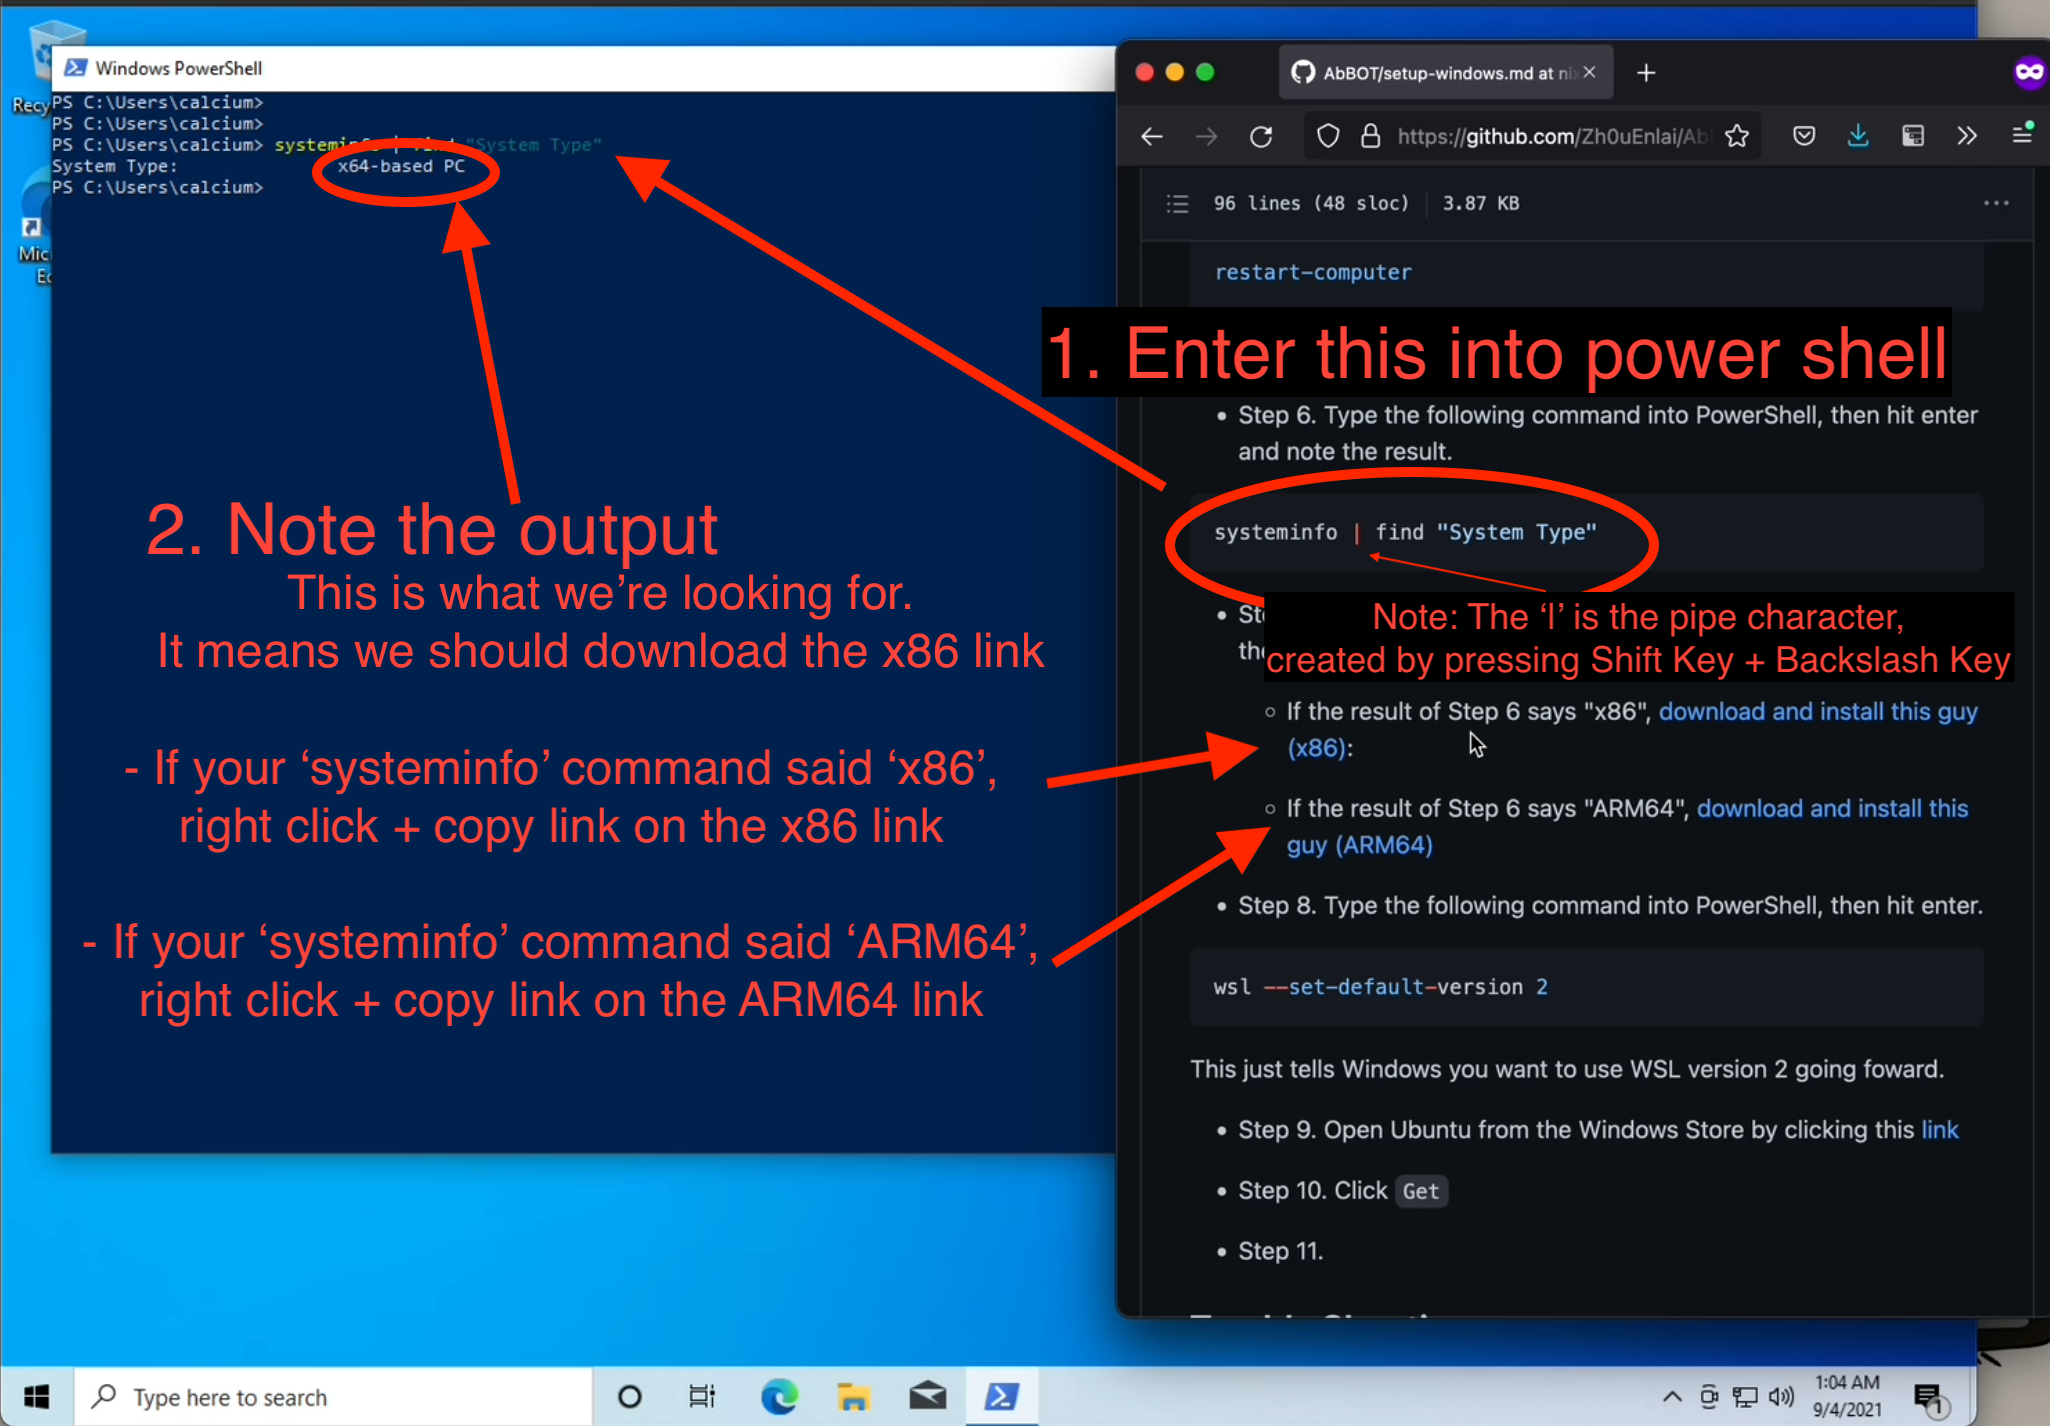 Recy
Mic
Windows PowerShell
PS C:\Users\calcium>
PS C:\Users\calcium>
PS C:\Users\calcium> systeminfo | find "System Type"
System Type: x64-based PC
PS C:\Users\calcium>
2. Note the output
This is what we're looking for.
It means we should download the x86 link
- If your ‘systeminfo’ command said ‘x86’,
right click + copy link on the x86 link
- If your ‘systeminfo’ command said ‘ARM64’,
right click + copy link on the ARM64 link
AbBOT/setup-windows.md at
https://github.com/Zh0uEnlai/Ab
96 lines (48 sloc) 3.87 KB
restart-computer
1. Enter this into power shell
• Step 6. Type the following command into PowerShell, then hit enter
and note the result.
systeminfo | find "System Type"
Note: The ‘l’ is the pipe character,
created by pressing Shift Key + Backslash Key
If the result of Step 6 says "x86", download and install this guy
(x86):
If the result of Step 6 says "ARM64", download and install this
guy (ARM64)
• Step 8. Type the following command into PowerShell, then hit enter.
wsl --set-default-version 2
This just tells Windows you want to use WSL version 2 going foward.
• Step 9. Open Ubuntu from the Windows Store by clicking this link
• Step 10. Click Get
• Step 11.
Type here to search
1:04 AM
9/4/2021
1